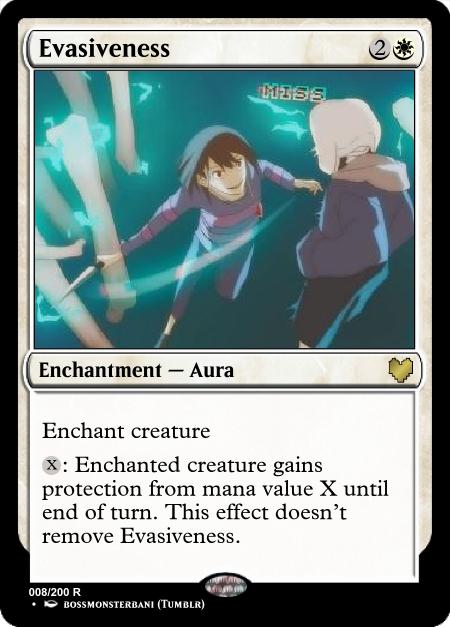 Evasiveness 2
MISS
Enchantment — Aura
Enchant creature
X: Enchanted creature gains
protection from mana value X until
end of turn. This effect doesn't
remove Evasiveness.
008/200 R
• BOSSMONSTERBANI (TUMBLR)